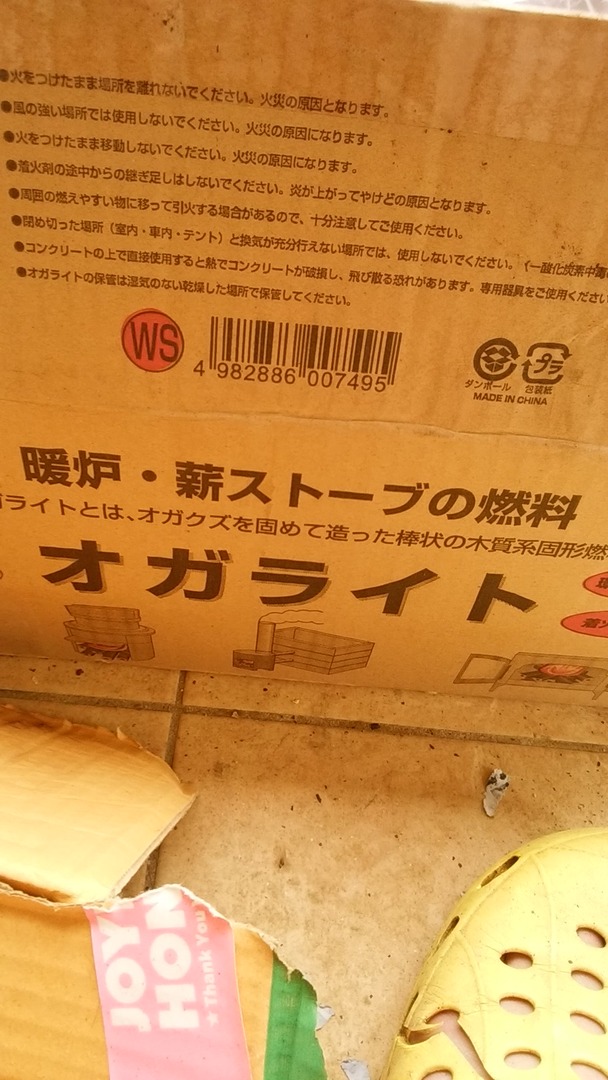 ●火をつけたまま場所を離れないでください。火災の原因となります。
●風の強い場所では使用しないでください。火災の原因になります。
●火をつけたまま移動しないでください。火災の原因になります。
●着火剤の途中からの継ぎ足しはしないでください。炎が上がってやけどの原因となります。
●周囲の燃えやすい物に移って引火する場合があるので、十分注意してご使用ください。
●閉め切った場所（室内・車内・テント）と換気が充分行えない場所では、使用しないでください。（一酸化炭素中毒
●コンクリートの上で直接使用すると熱でコンクリートが破損し、飛び散る恐れがあります。専用器具をご使用ください
●オガライトの保管は湿気のない乾燥した場所で保管してください。
WS
4 982886 007495
プラ
ダンボール 包装紙
MADE IN CHINA
暖炉・薪ストーブの燃料
ガライトとは、オガクズを固めて造った棒状の木質系固形燃
オガライト
着火
JOY
HOM
★Thank You